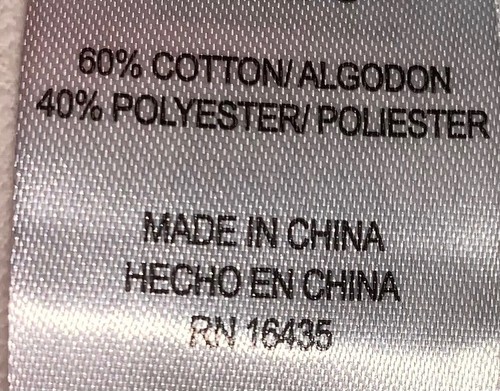 60% COTTON/ ALGODON
40% POLYESTER/ POLIESTER
MADE IN CHINA
HECHO EN CHINA
RN 16435